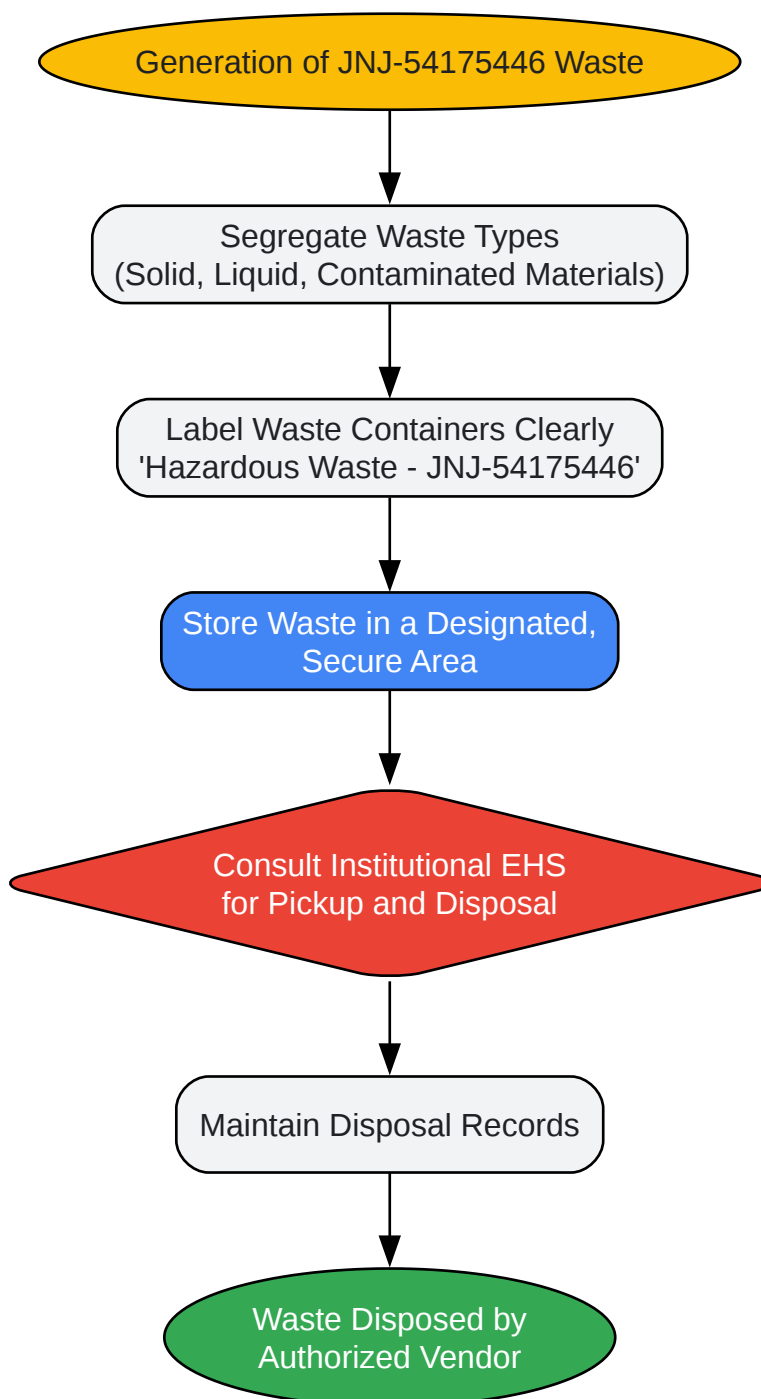 Generation of JNJ-54175446 Waste
Segregate Waste Types
(Solid, Liquid, Contaminated Materials)
Label Waste Containers Clearly
'Hazardous Waste - JNJ-54175446'
Store Waste in a Designated,
Secure Area
Consult Institutional EHS
for Pickup and Disposal
Maintain Disposal Records
Waste Disposed by
Authorized Vendor